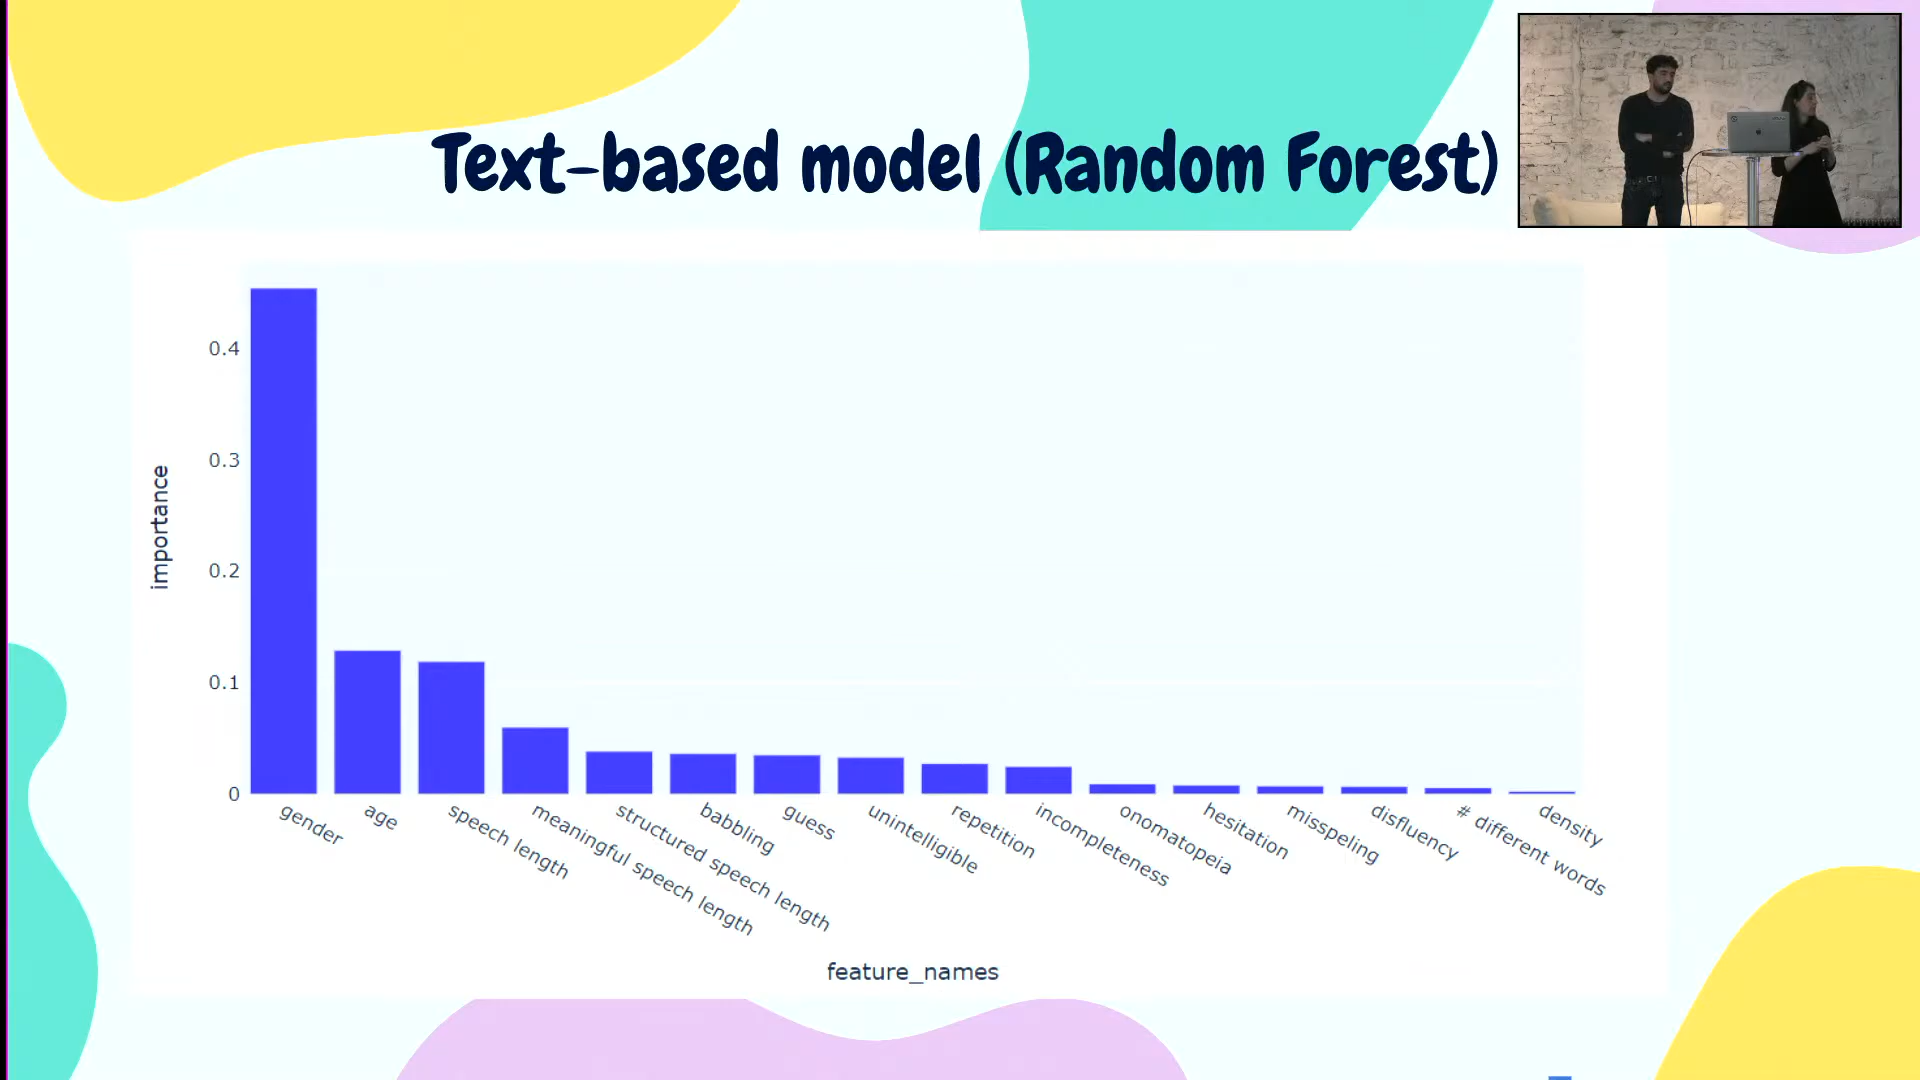 Text-based model (Random Forest)
importance
0.4
0.3
0.2
0.1
0
gender
age
speech length
meaningful speech length
structured speech length
babbling
guess
unintelligible
repetition
incompleteness
onomatopeia
hesitation
misspeling
disfluency
# different words
density
feature_names